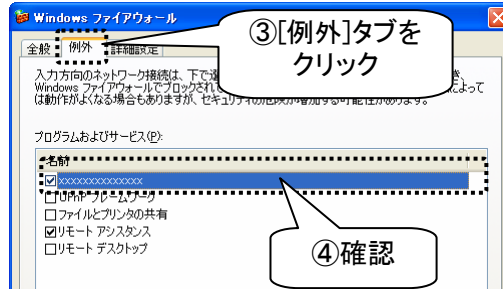 Windows ファイアウォール
③[例外]タブを
クリック
全般
例外
詳細設定
入力方向のネットワーク接続は、下で
Windows ファイアウォールでブロックされて
によって
は動作がよくなる場合もありますが、セキュリティの危険が増加する可能性があります。
プログラムおよびサービス(P):
名前
xxxxxxxxxxxxxx
UPnP フレームワーク
ファイルとプリンタの共有
リモート アシスタンス
リモート デスクトップ
④確認